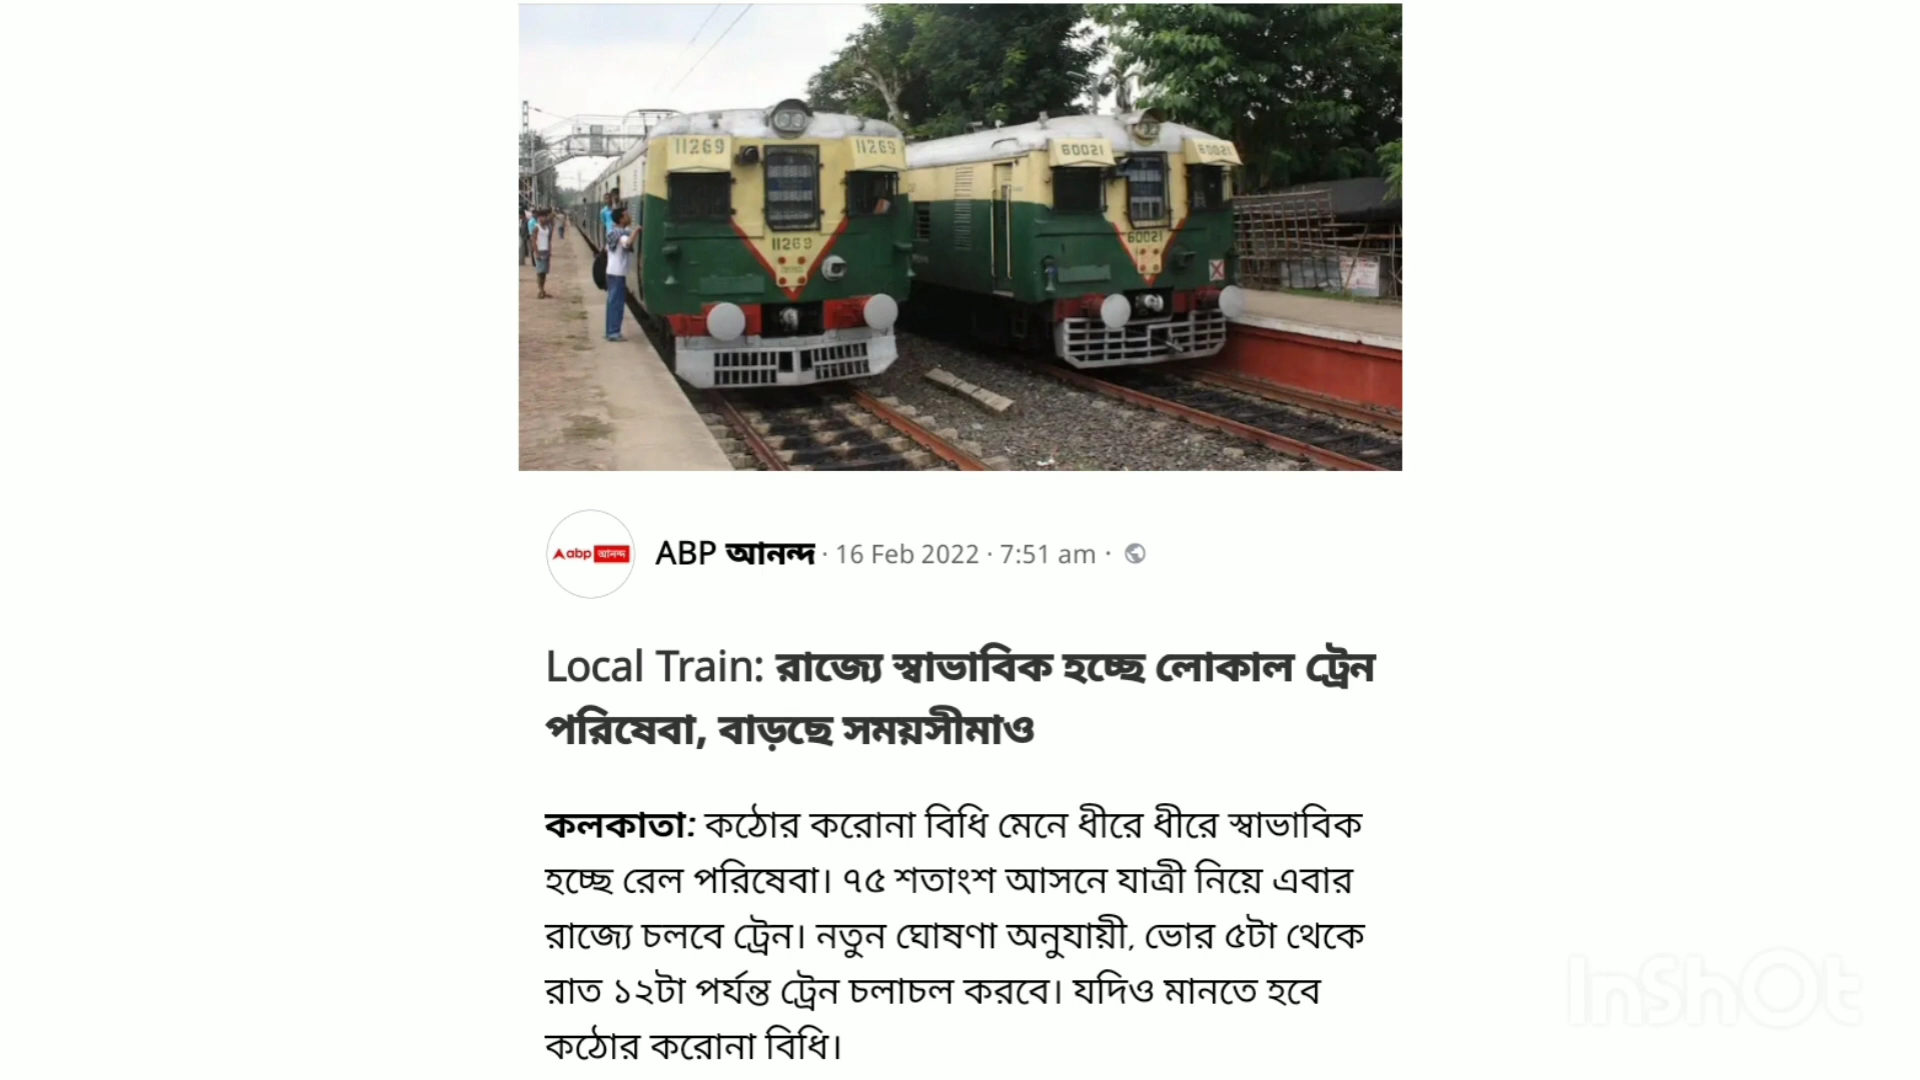 11269 11269 60021 60021
11269 60021
abp আনন্দ ABP আনন্দ · 16 Feb 2022 · 7:51 am ·
Local Train: রাজ্যে স্বাভাবিক হচ্ছে লোকাল ট্রেন
পরিষেবা, বাড়ছে সময়সীমাও
কলকাতা: কঠোর করোনা বিধি মেনে ধীরে ধীরে স্বাভাবিক
হচ্ছে রেল পরিষেবা। ৭৫ শতাংশ আসনে যাত্রী নিয়ে এবার
রাজ্যে চলবে ট্রেন। নতুন ঘোষণা অনুযায়ী, ভোর ৫টা থেকে
রাত ১২টা পর্যন্ত ট্রেন চলাচল করবে। যদিও মানতে হবে
কঠোর করোনা বিধি।
InShOt